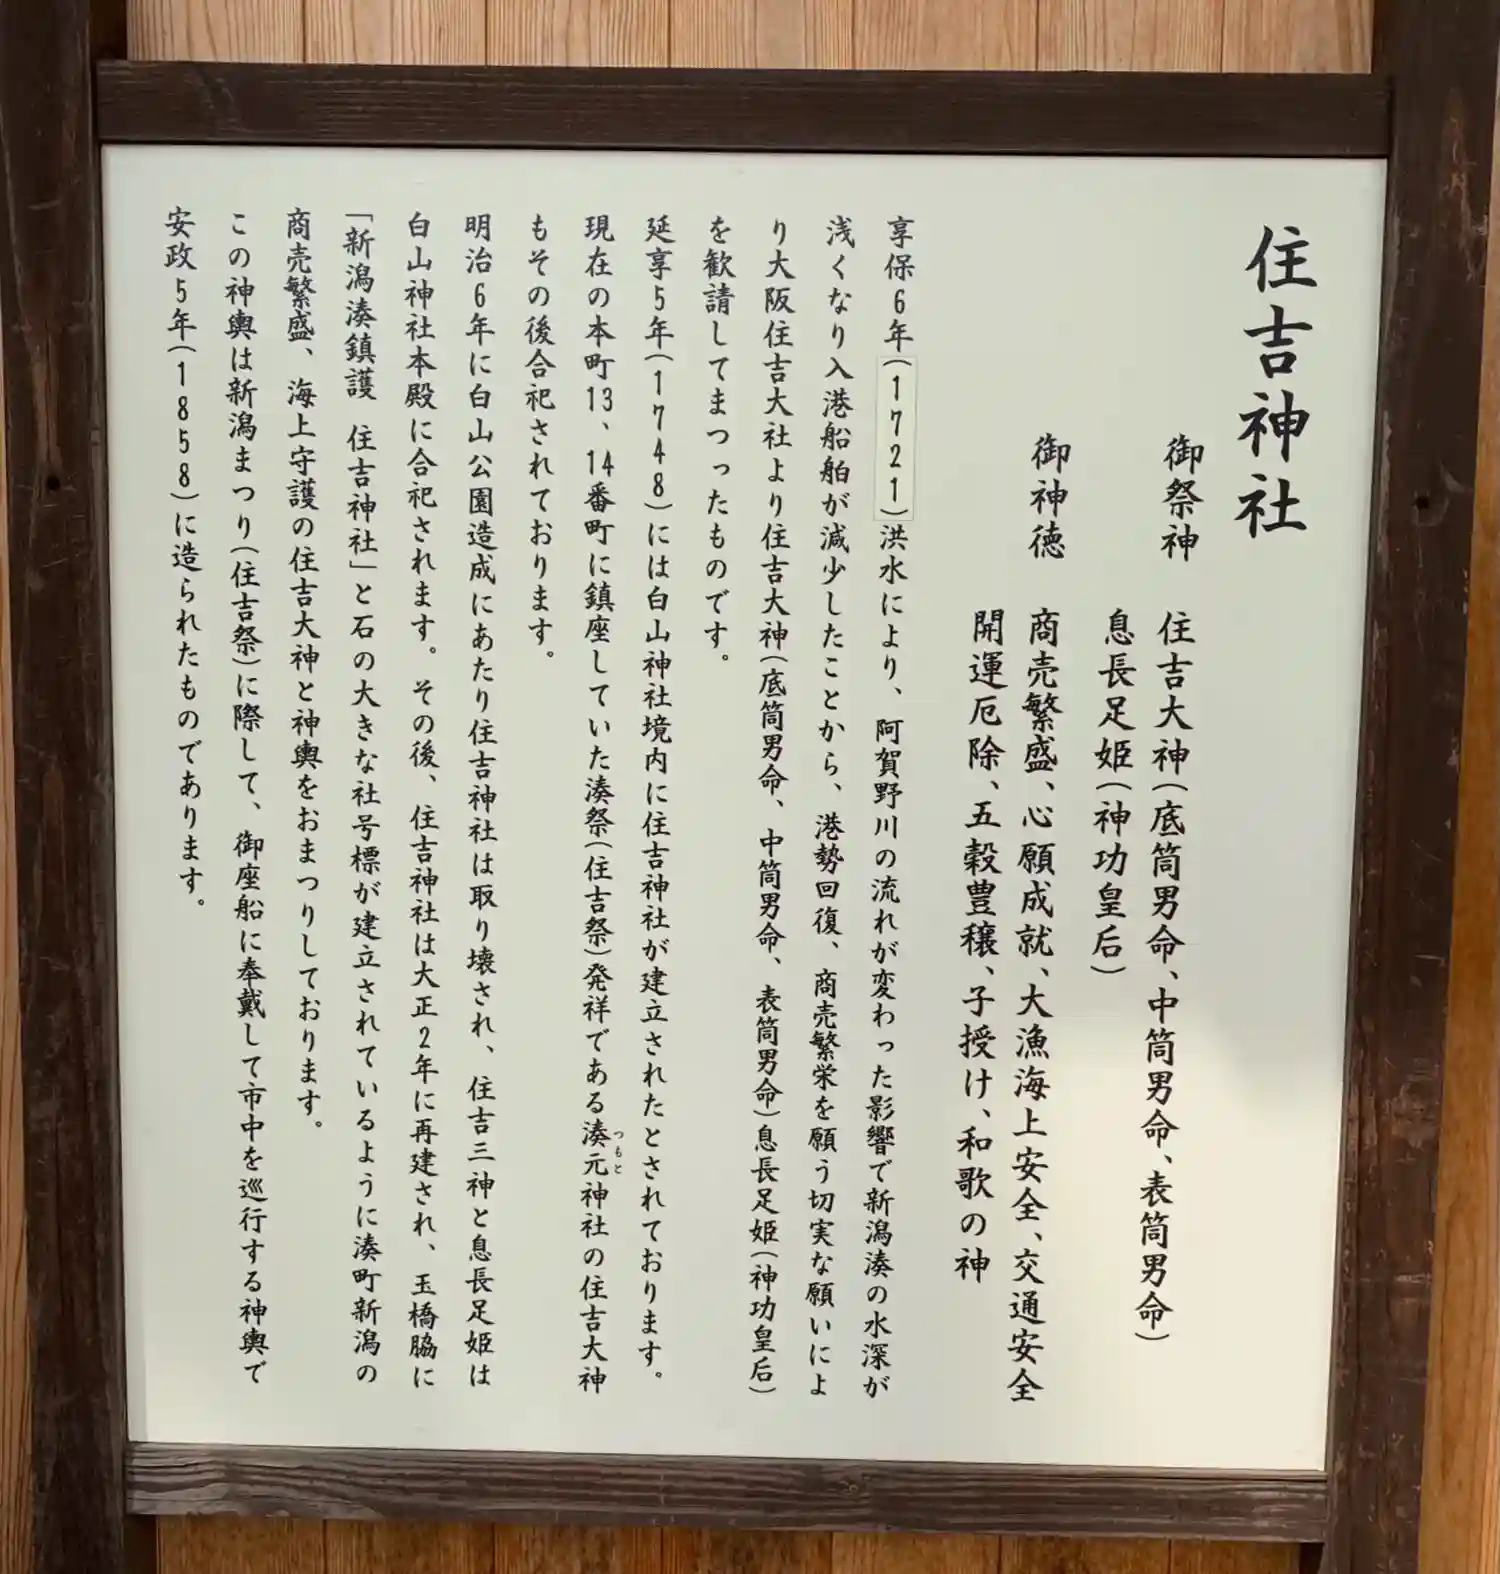 住吉神社
御祭神　住吉大神(底筒男命、中筒男命、表筒男命)
息長足姫(神功皇后)
御神徳　商売繁盛、心願成就、大漁海上安全、交通安全
開運厄除、五穀豊穣、子授け、和歌の神
享保6年(1721)洪水により、阿賀野川の流れが変わった影響で新潟湊の水深が
浅くなり入港船舶が減少したことから、港勢回復、商売繁栄を願う切実な願いによ
り大阪住吉大社より住吉大神(底筒男命、中筒男命、表筒男命)息長足姫(神功皇后)
を歓請してまつったものです。
延享5年(1748)には白山神社境内に住吉神社が建立されたとされております。
現在の本町13、14番町に鎮座していた湊祭(住吉祭)発祥である湊元神社の住吉大神
つもと
もその後合祀されております。
明治6年に白山公園造成にあたり住吉神社は取り壊され、住吉三神と息長足姫は
白山神社本殿に合祀されます。その後、住吉神社は大正2年に再建され、玉橋脇に
「新潟湊鎮護　住吉神社」と石の大きな社号標が建立されているように湊町新潟の
商売繁盛、海上守護の住吉大神と神輿をおまつりしております。
この神輿は新潟まつり(住吉祭)に際して、御座船に奉戴して市中を巡行する神輿で
安政5年(1858)に造られたものであります。